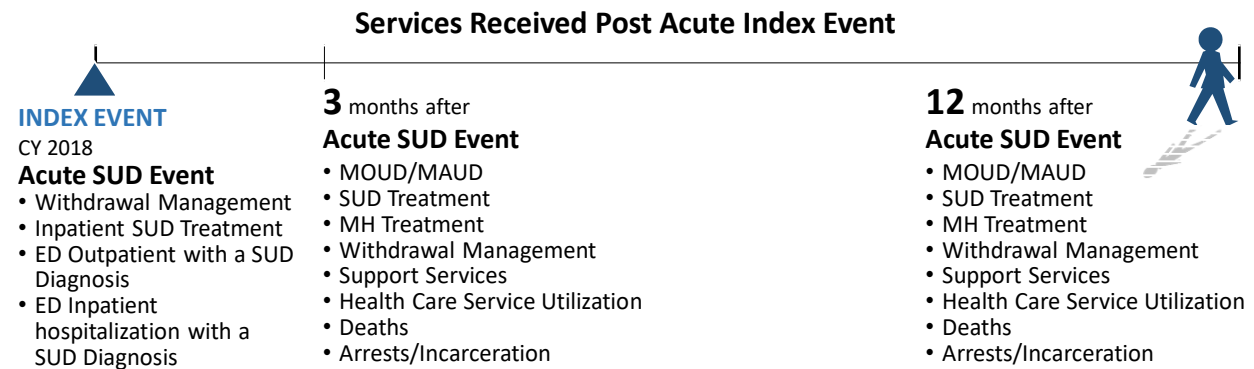 Services Received Post Acute Index Event
INDEX EVENT
CY 2018
Acute SUD Event
• Withdrawal Management
• Inpatient SUD Treatment
• ED Outpatient with a SUD
Diagnosis
• ED Inpatient
hospitalization with a
SUD Diagnosis
3 months after
Acute SUD Event
• MOUD/MAUD
• SUD Treatment
• MH Treatment
• Withdrawal Management
• Support Services
• Health Care Service Utilization
• Deaths
• Arrests/Incarceration
12 months after
Acute SUD Event
• MOUD/MAUD
• SUD Treatment
• MH Treatment
• Withdrawal Management
• Support Services
• Health Care Service Utilization
• Deaths
• Arrests/Incarceration